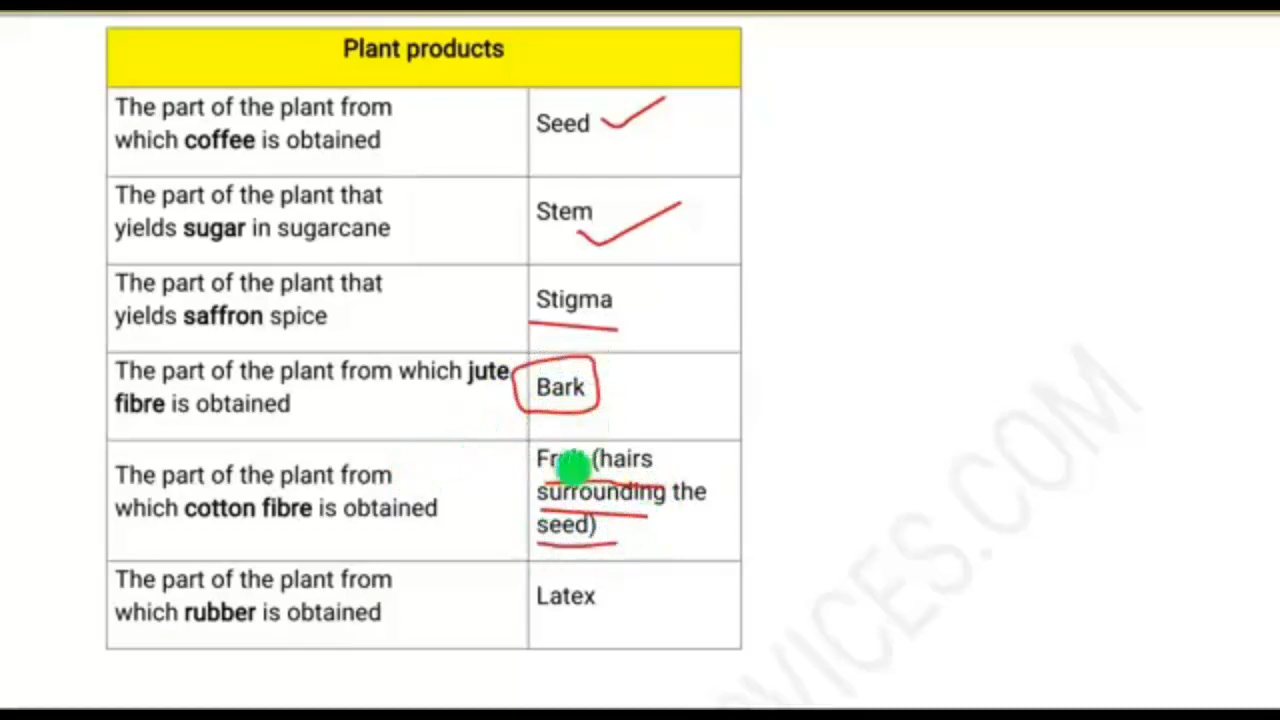 Plant products
The part of the plant from
which coffee is obtained
Seed
The part of the plant that
yields sugar in sugarcane
Stem
The part of the plant that
yields saffron spice
Stigma
The part of the plant from which jute
fibre is obtained
Bark
The part of the plant from
which cotton fibre is obtained
(hairs
surrounding the
seed)
The part of the plant from
which rubber is obtained
Latex